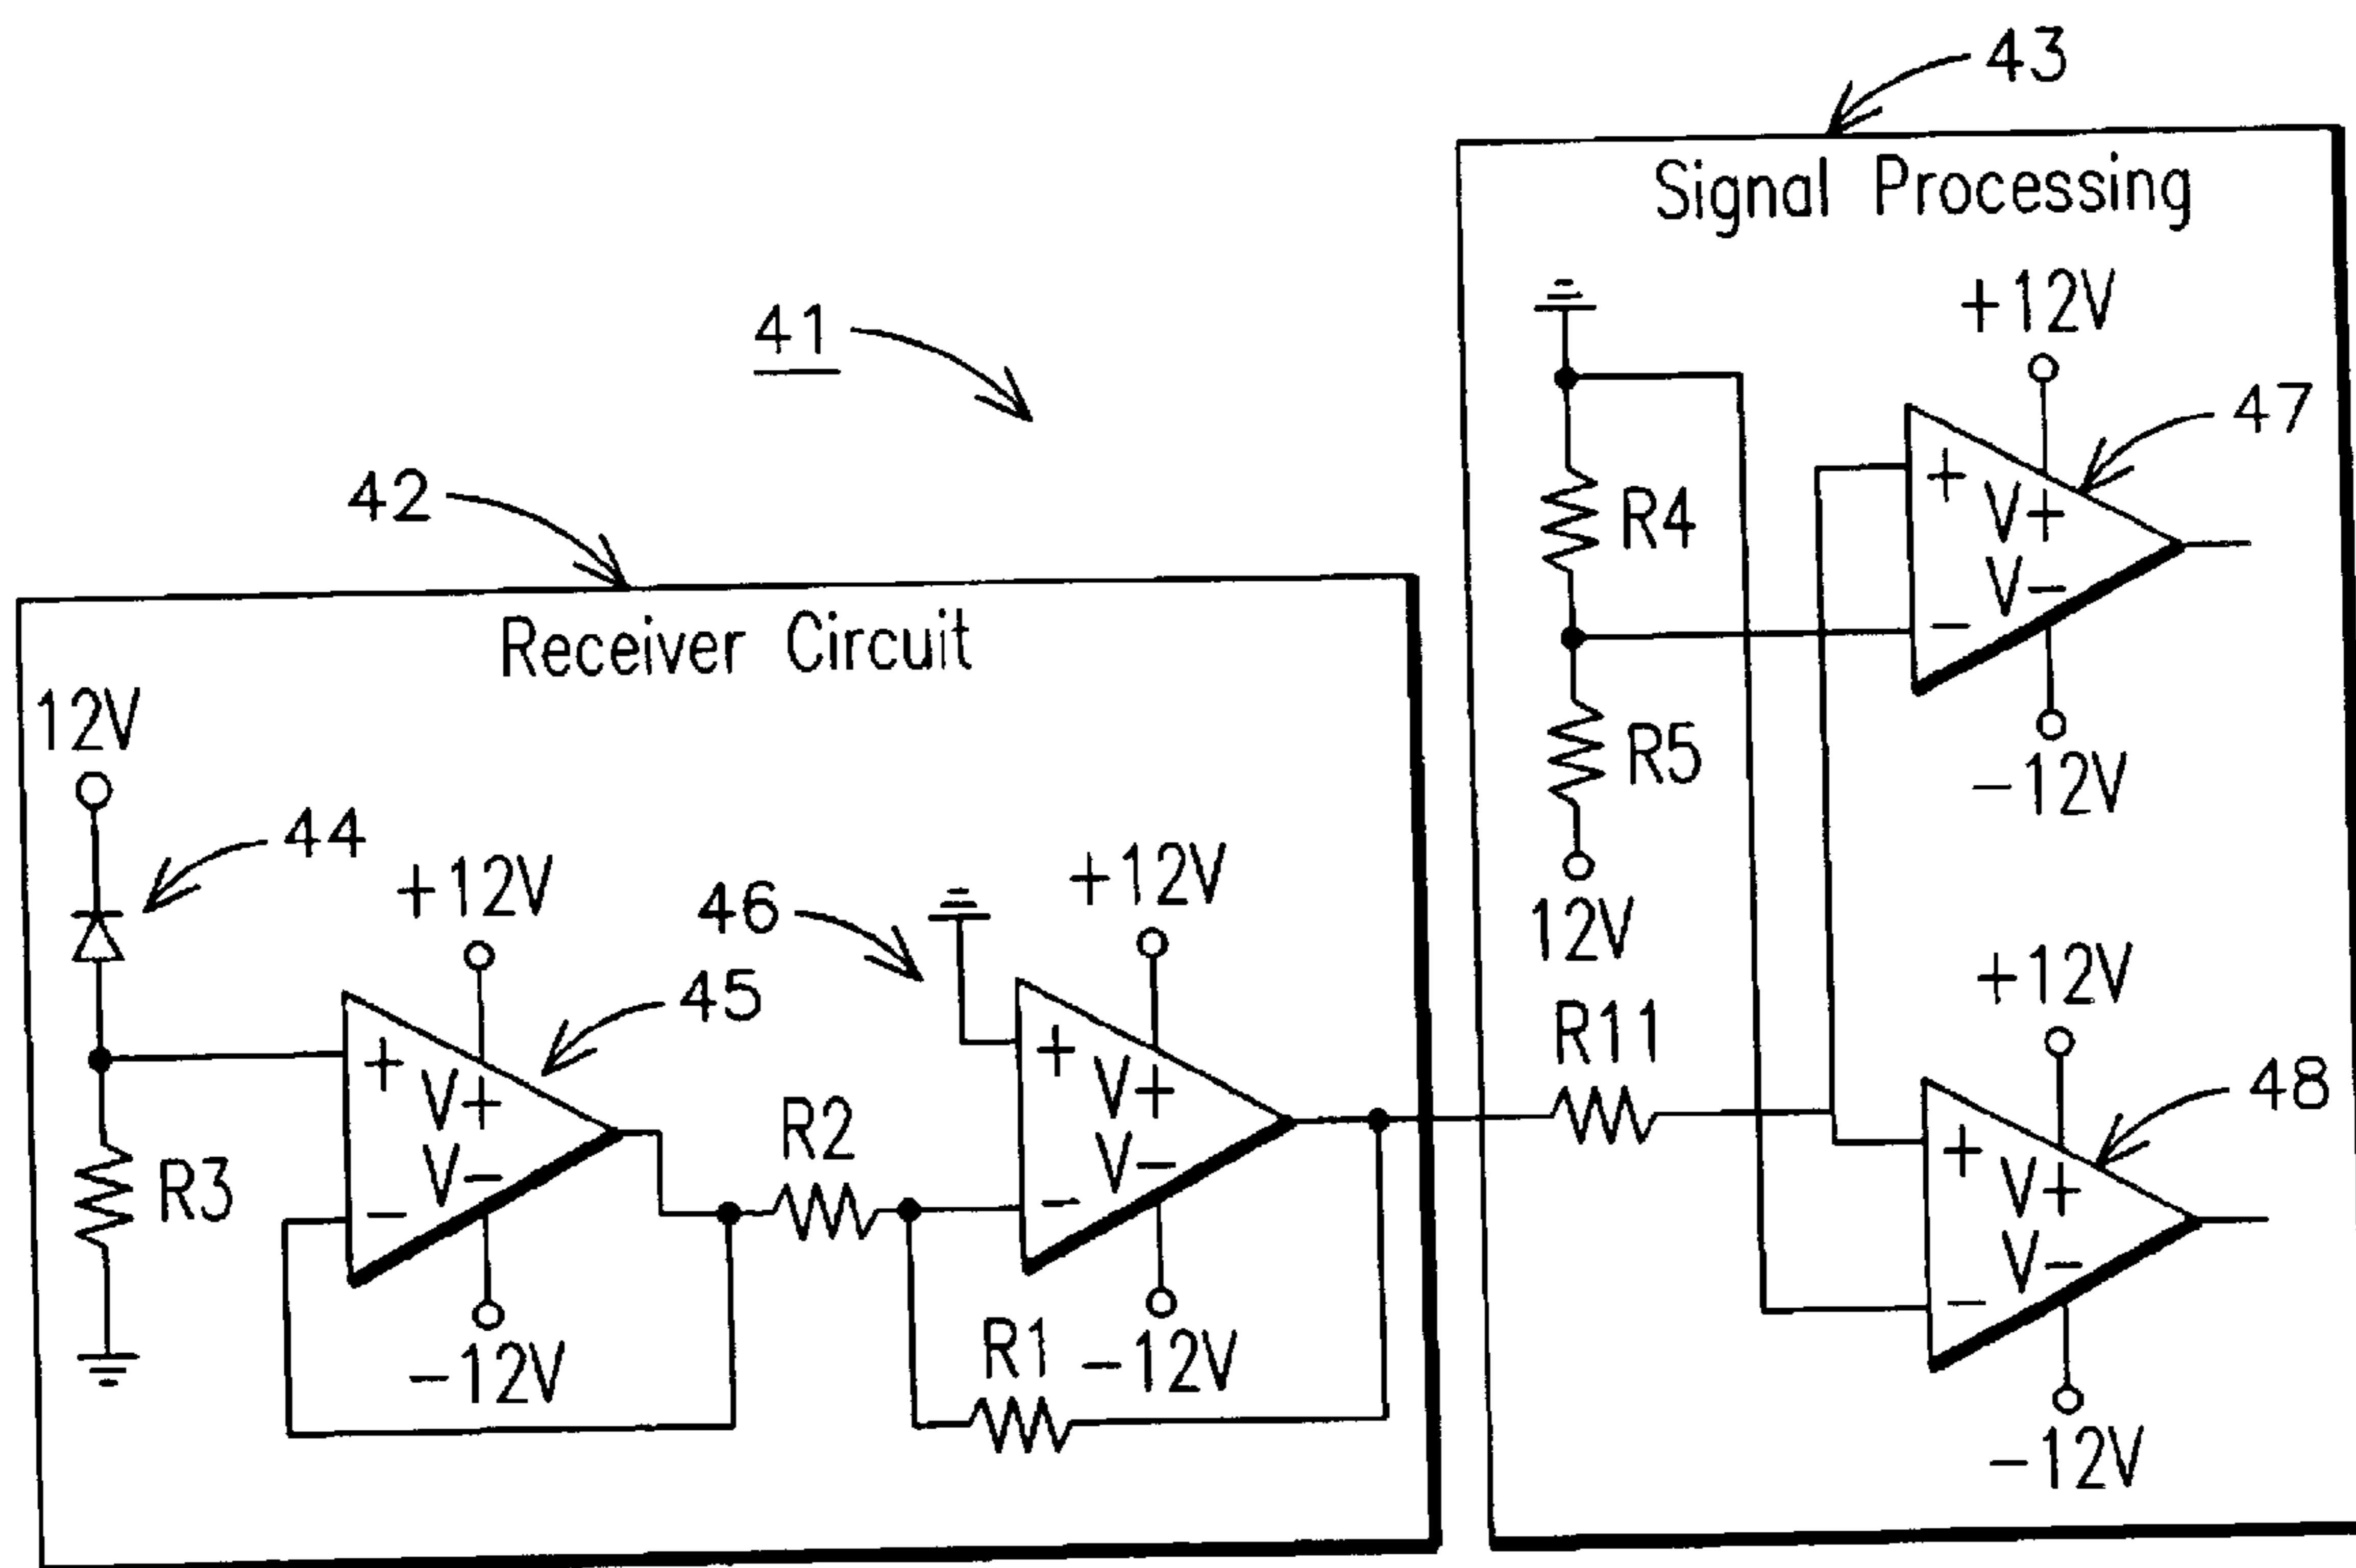 43
Signal Processing
41
+12V
47
42
+
V+
R4
V-
-
Receiver Circuit
12V
R5
-12V
44
+12V
46
+12V
12V
45
+12V
R11
+
V+
+
V+
48
R2
V-
+
V+
R3
V-
-
-
V-
-
R1
-12V
-12V
-12V